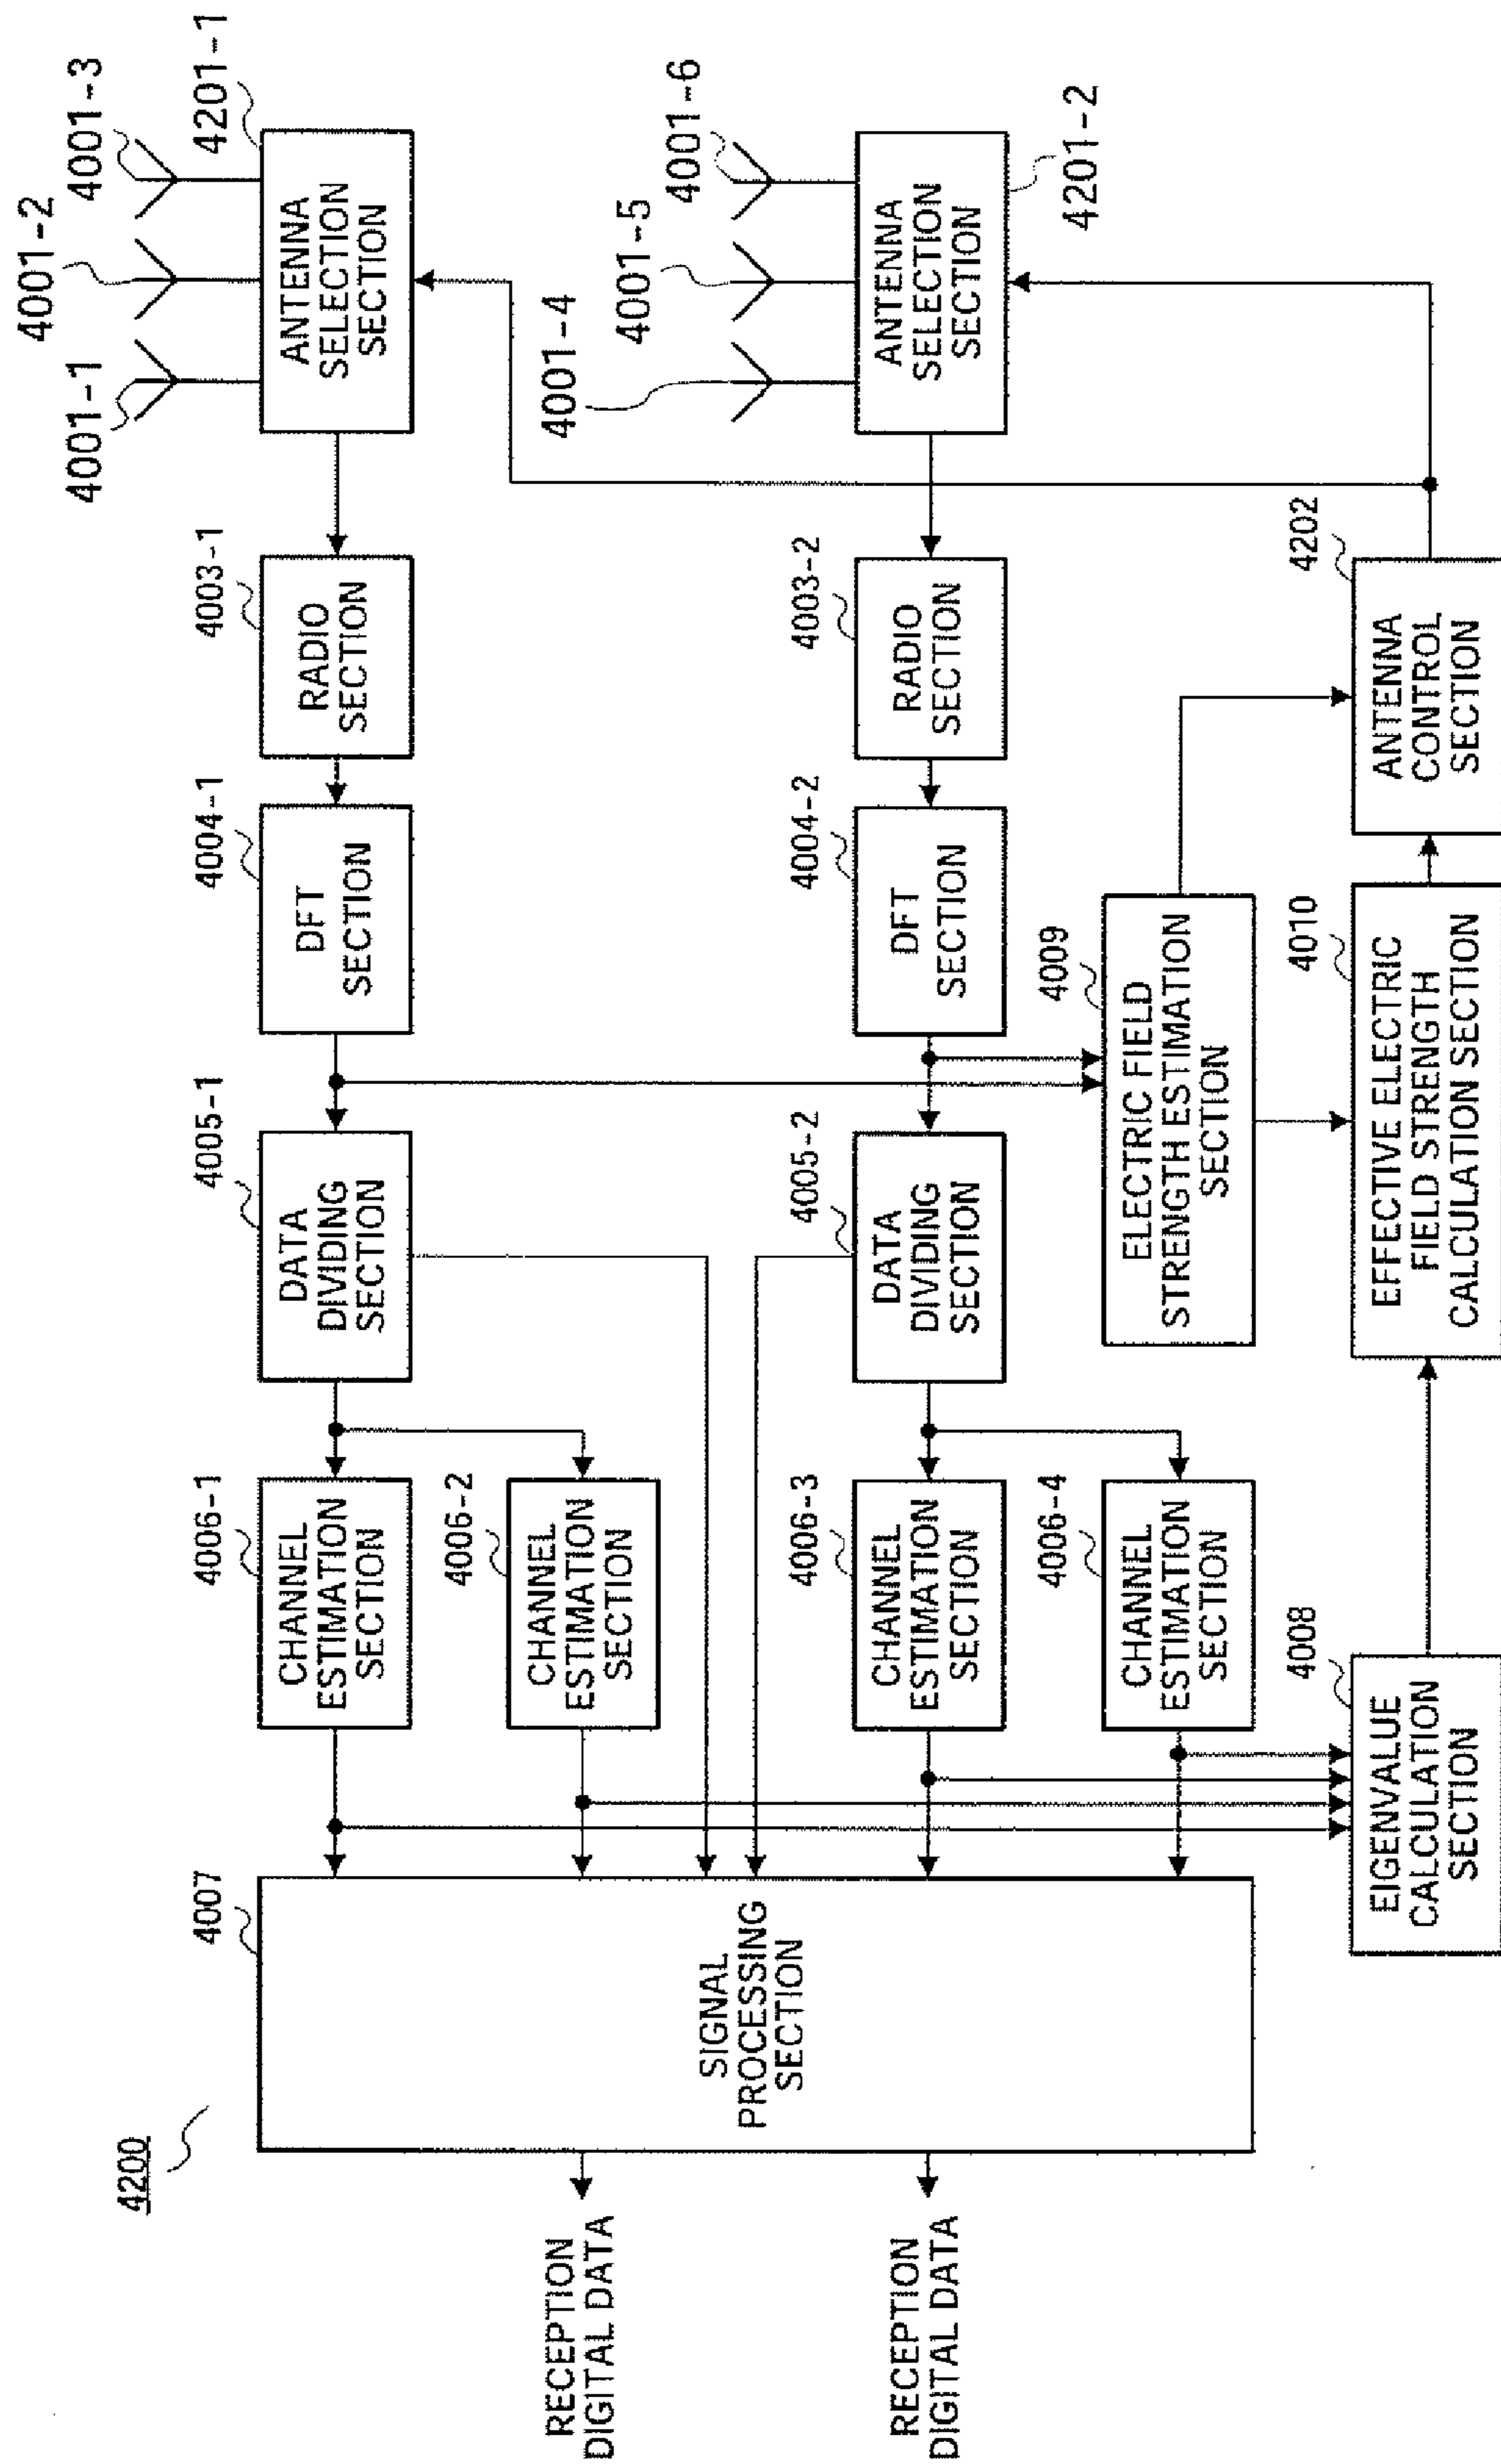 4200
4001-1
4001-2
4001-3
4201-1
ANTENNA
SELECTION
SECTION
4003-1
RADIO
SECTION
4004-1
DFT
SECTION
4005-1
DATA
DIVIDING
SECTION
4006-1
CHANNEL
ESTIMATION
SECTION
4006-2
CHANNEL
ESTIMATION
SECTION
4007
SIGNAL
PROCESSING
SECTION
RECEPTION
DIGITAL DATA
RECEPTION
DIGITAL DATA
4001-4
4001-5
4001-6
ANTENNA
SELECTION
SECTION
4201-2
4003-2
RADIO
SECTION
4004-2
DFT
SECTION
4005-2
DATA
DIVIDING
SECTION
4006-3
CHANNEL
ESTIMATION
SECTION
4006-4
CHANNEL
ESTIMATION
SECTION
4009
ELECTRIC FIELD
STRENGTH ESTIMATION
SECTION
4008
EIGENVALUE
CALCULATION
SECTION
4010
EFFECTIVE ELECTRIC
FIELD STRENGTH
CALCULATION SECTION
4202
ANTENNA
CONTROL
SECTION